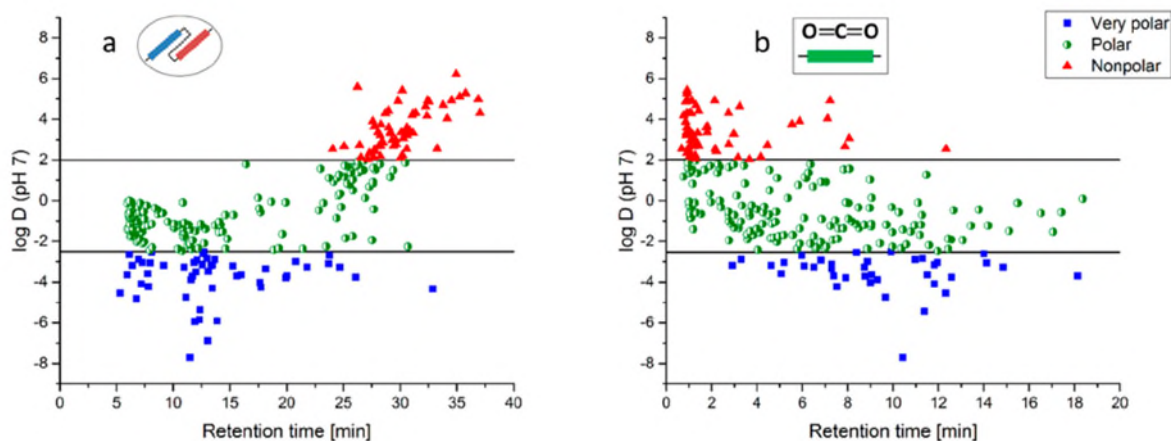 a
8
6
4
2
0
-2
-4
-6
-8
log D (pH 7)
0 5 10 15 20 25 30 35 40
Retention time [min]
b
O=C=O
8
6
4
2
0
-2
-4
-6
-8
log D (pH 7)
0 2 4 6 8 10 12 14 16 18 20
Retention time [min]
Very polar
Polar
Nonpolar